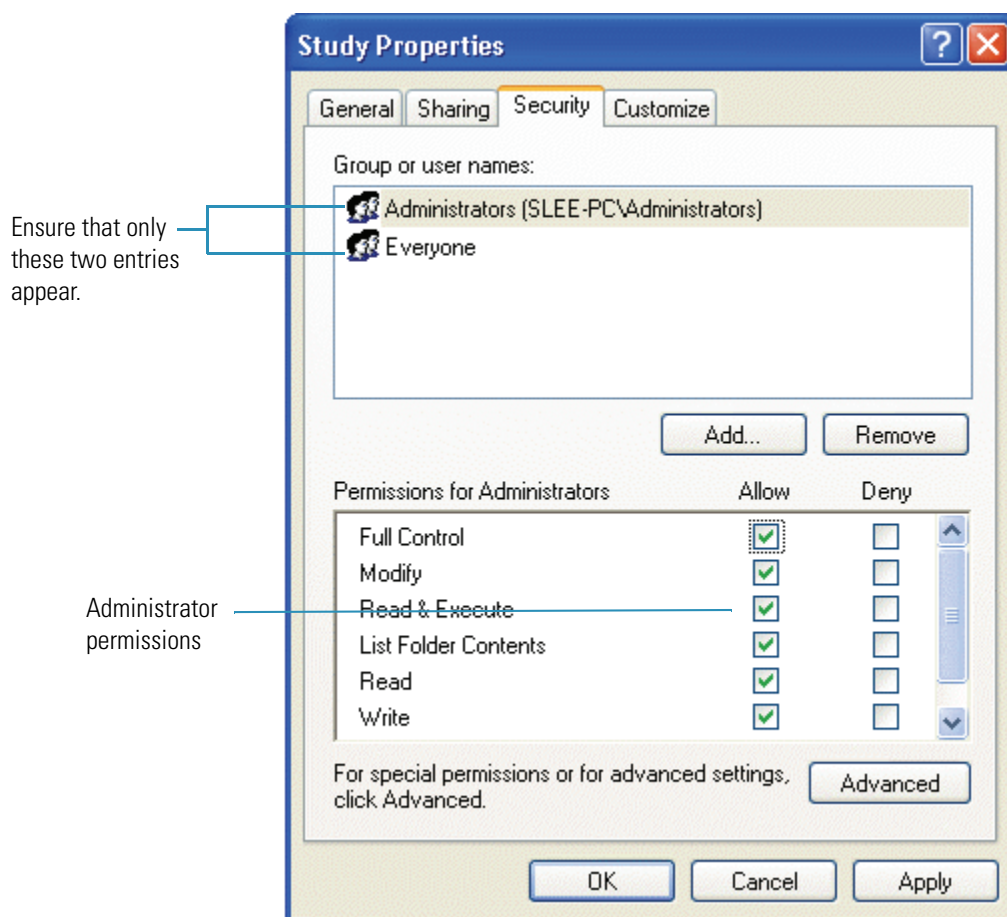 Study Properties
General Sharing Security Customize
Group or user names:
Administrators (SLEE-PC\Administrators)
Everyone
Ensure that only
these two entries
appear.
Add... Remove
Permissions for Administrators Allow Deny
Full Control
Modify
Read & Execute
List Folder Contents
Read
Write
Administrator
permissions
For special permissions or for advanced settings,
click Advanced.
Advanced
OK Cancel Apply